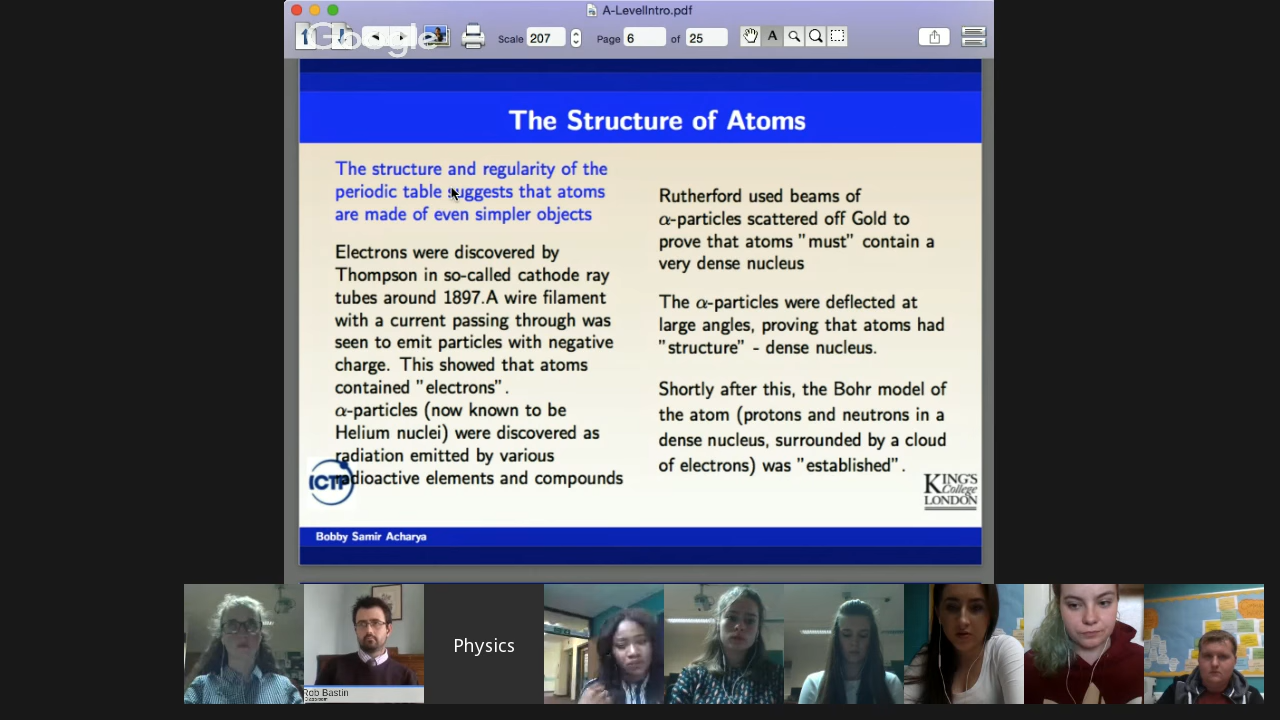 A-LevelIntro.pdf
Google
Scale 207
Page 6 of 25
A
The Structure of Atoms
The structure and regularity of the
periodic table suggests that atoms
are made of even simpler objects
Electrons were discovered by
Thompson in so-called cathode ray
tubes around 1897.A wire filament
with a current passing through was
seen to emit particles with negative
charge. This showed that atoms
contained "electrons".
α-particles (now known to be
Helium nuclei) were discovered as
radiation emitted by various
radioactive elements and compounds
Rutherford used beams of
α-particles scattered off Gold to
prove that atoms "must" contain a
very dense nucleus
The α-particles were deflected at
large angles, proving that atoms had
"structure" - dense nucleus.
Shortly after this, the Bohr model of
the atom (protons and neutrons in a
dense nucleus, surrounded by a cloud
of electrons) was "established".
ICTP
KING'S
College
LONDON
Bobby Samir Acharya
Physics
Rob Bastin